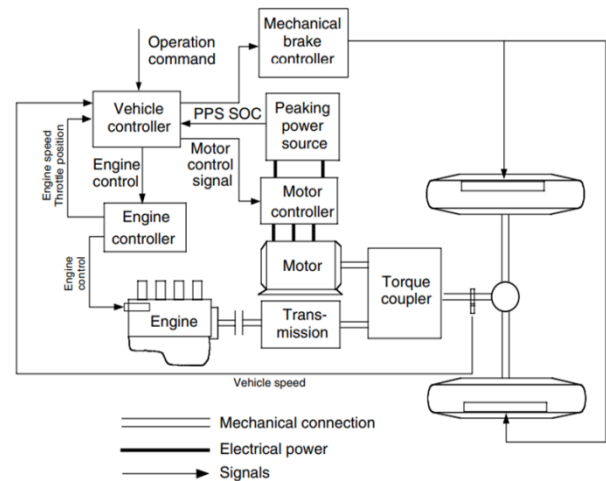 Operation
command
Mechanical
brake
controller
Vehicle
controller
PPS SOC
Peaking
power
source
Engine speed
Throttle position
Engine
control
Motor
control
signal
Motor
controller
Engine
controller
Engine
control
Motor
Torque
coupler
Engine
Trans-
mission
Vehicle speed
Mechanical connection
Electrical power
Signals